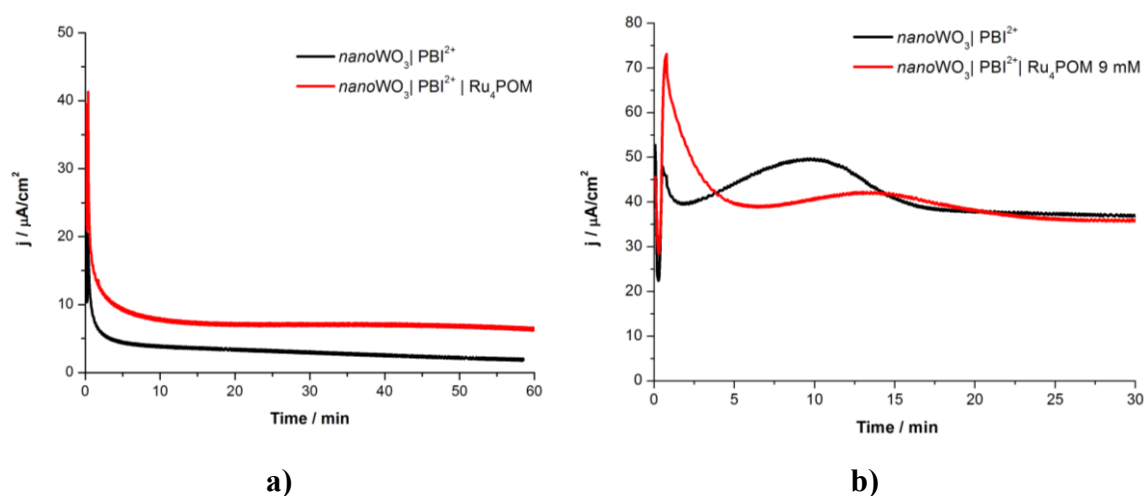 50
40
30
20
10
0
j / µA/cm²
nanoWO₃| PBI²⁺
nanoWO₃| PBI²⁺ | Ru₄POM
0 10 20 30 40 50 60
Time / min
a)
80
70
60
50
40
30
20
10
0
j / µA/cm²
nanoWO₃| PBI²⁺
nanoWO₃| PBI²⁺| Ru₄POM 9 mM
0 5 10 15 20 25 30
Time / min
b)